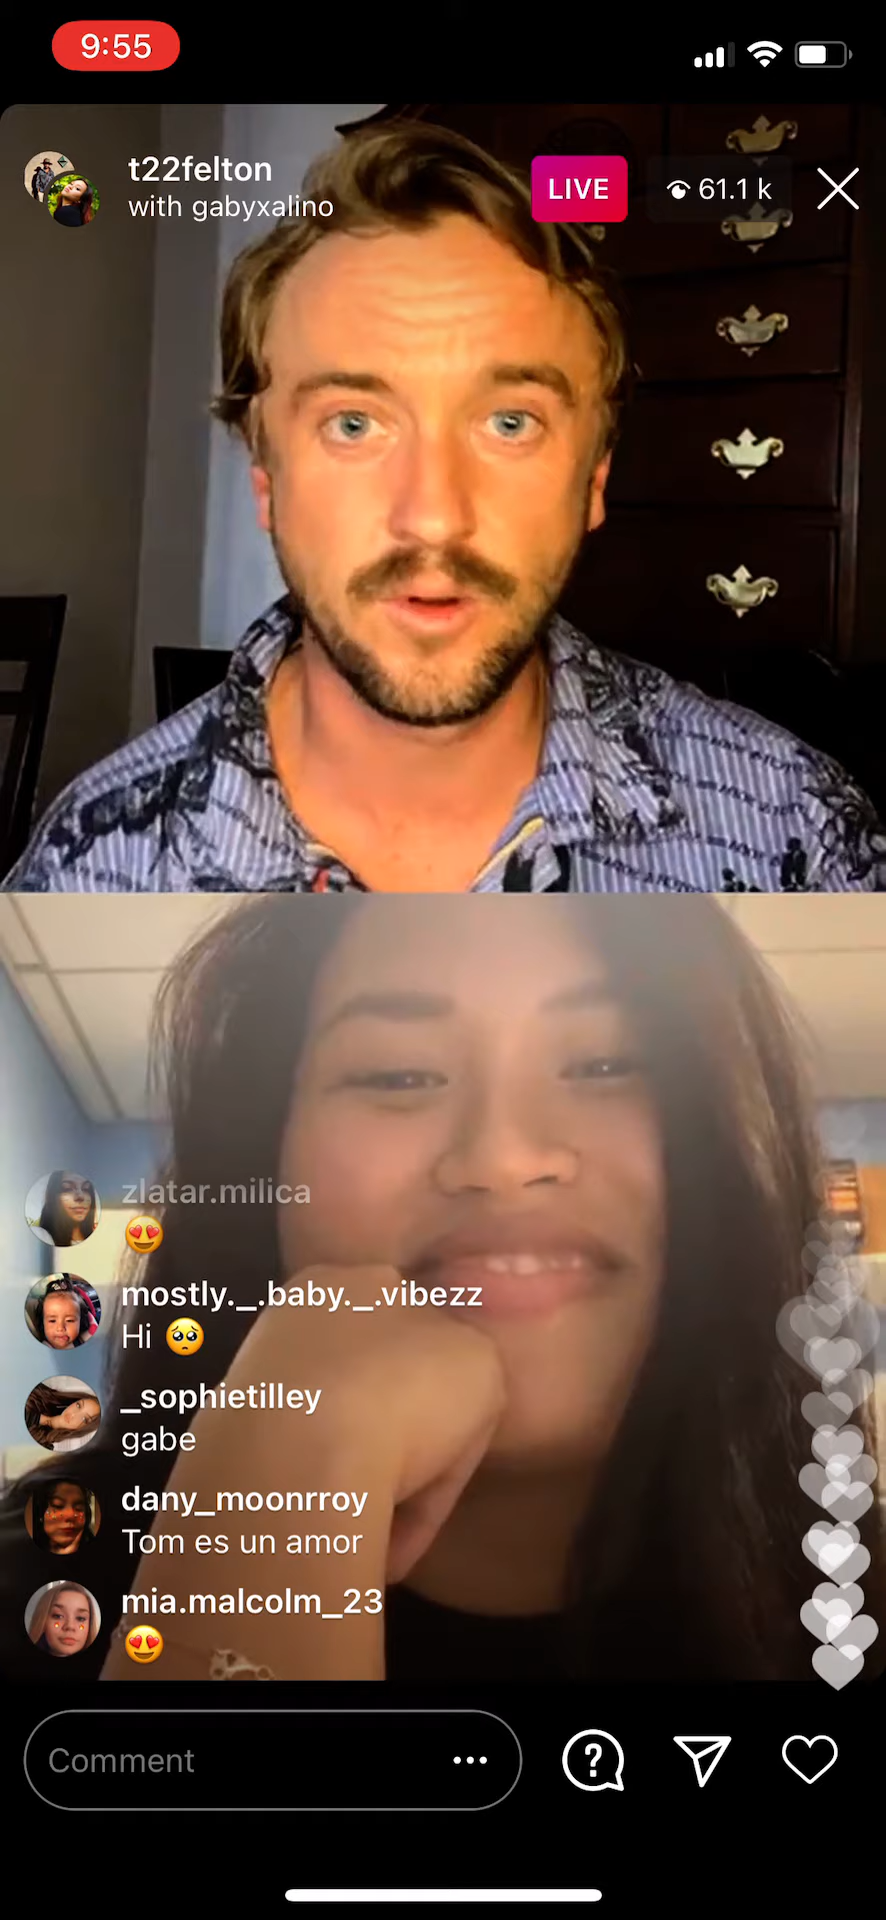 9:55
t22felton
with gabyxalino
LIVE
61.1 k
zlatar.milica
😍
mostly._.baby._.vibezz
Hi 🥺
_sophietilley
gabe
dany_moonrroy
Tom es un amor
mia.malcolm_23
😍
Comment